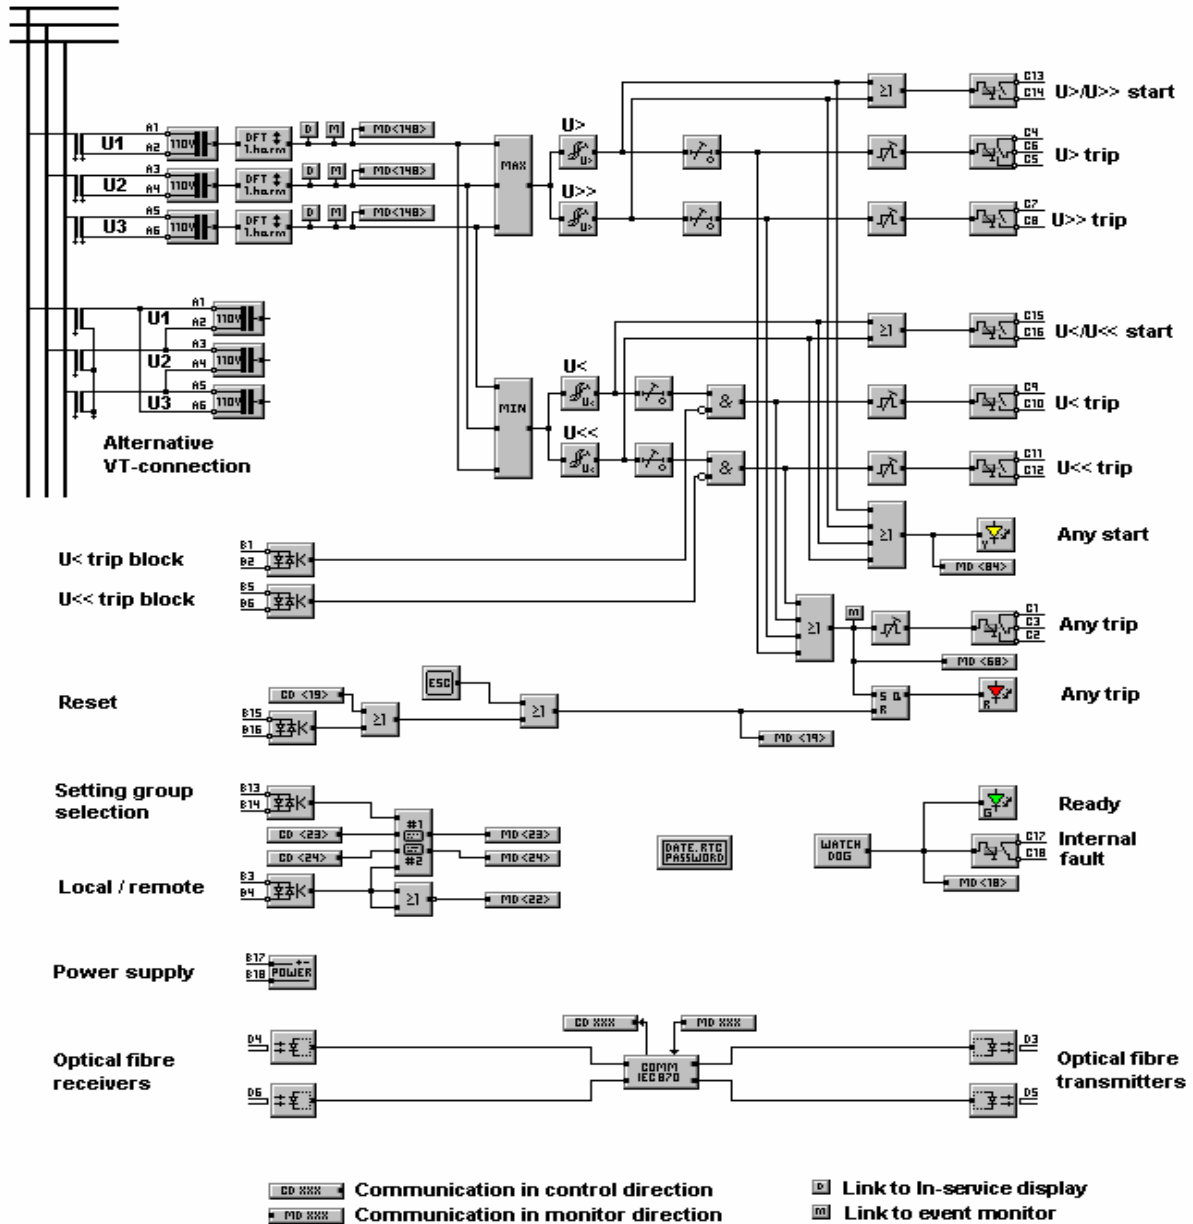 C13
C14
≥1
U>/U>> start
U>
A1
U1
A2
110V
DFT
1.harm
D
M
MD<148>
MAX
U>
C4
C6
C5
U> trip
A3
U2
A4
110V
DFT
1.harm
D
M
MD<148>
U>>
A5
U3
A6
110V
DFT
1.harm
D
M
MD<148>
U>>
C7
C8
U>> trip
A1
U1
A2
110V
A3
U2
A4
110V
A5
U3
A6
110V
Alternative
VT-connection
≥1
C15
C16
U</U<< start
U<
MIN
U<
&
C9
C10
U< trip
U<<
U<
&
C11
C12
U<< trip
≥1
Y
Any start
MD <84>
U< trip block
B1
B2
U<< trip block
B5
B6
≥1
M
C1
C3
C2
Any trip
MD <68>
Reset
CD <19>
B15
B16
≥1
ESC
≥1
MD <19>
S Q
R
R
Any trip
Setting group
selection
B13
B14
CD <23>
CD <24>
#1
#2
MD <23>
MD <24>
Local / remote
B3
B4
≥1
MD <22>
DATE.RTC
PASSWORD
WATCH
DOG
G
Ready
C17
C18
Internal
fault
MD <18>
Power supply
B17
B18
+-
POWER
CD XXX
MD XXX
Optical fibre
receivers
D4
D6
COMM
IEC870
D3
D5
Optical fibre
transmitters
CD XXX Communication in control direction
MD XXX Communication in monitor direction
D Link to In-service display
M Link to event monitor